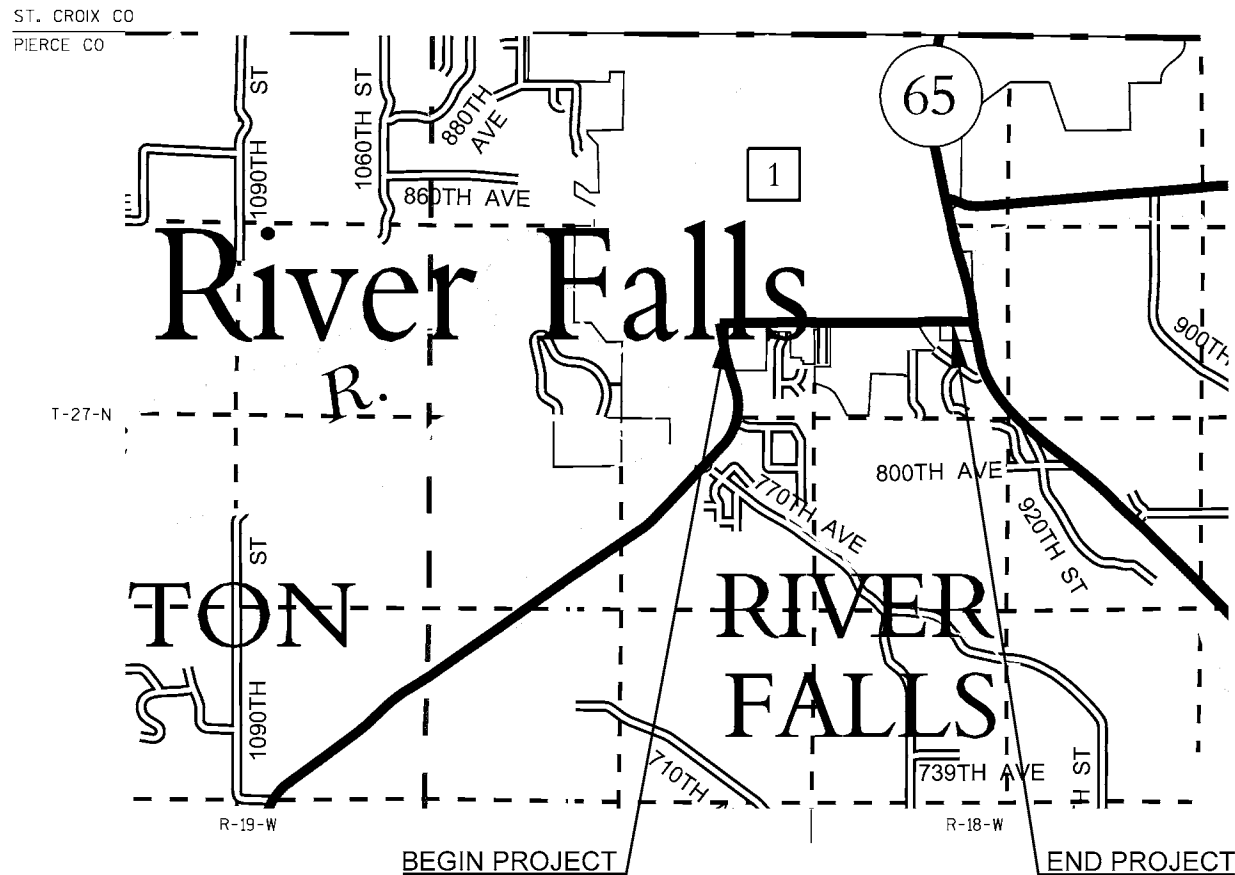 ST. CROIX CO
PIERCE CO
65
1090TH ST
1060TH ST
880TH
AVE
860TH AVE
1
River Falls
R.
900TH
T-27-N
800TH AVE
770TH AVE
920TH ST
ST
TON
RIVER
FALLS
1090TH
710TH
739TH AVE
H ST
R-19-W
R-18-W
BEGIN PROJECT
END PROJECT